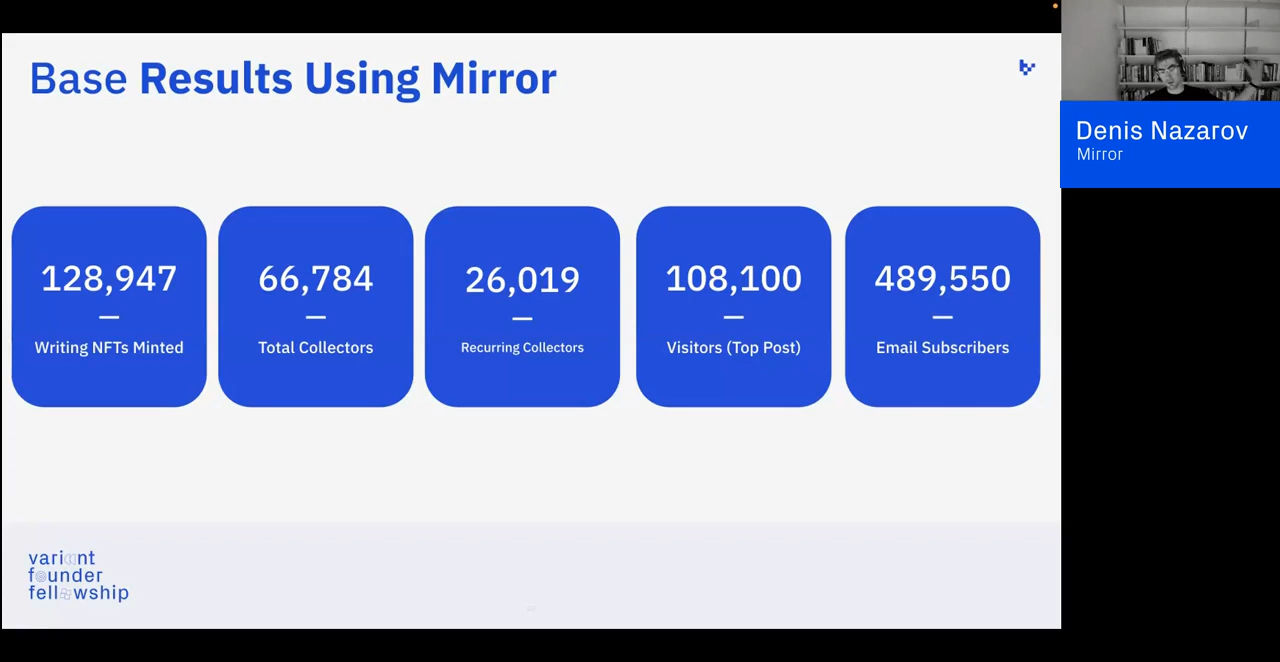 Base Results Using Mirror
128,947
Writing NFTs Minted
66,784
Total Collectors
26,019
Recurring Collectors
108,100
Visitors (Top Post)
489,550
Email Subscribers
variant
founder
fellowship
Denis Nazarov
Mirror